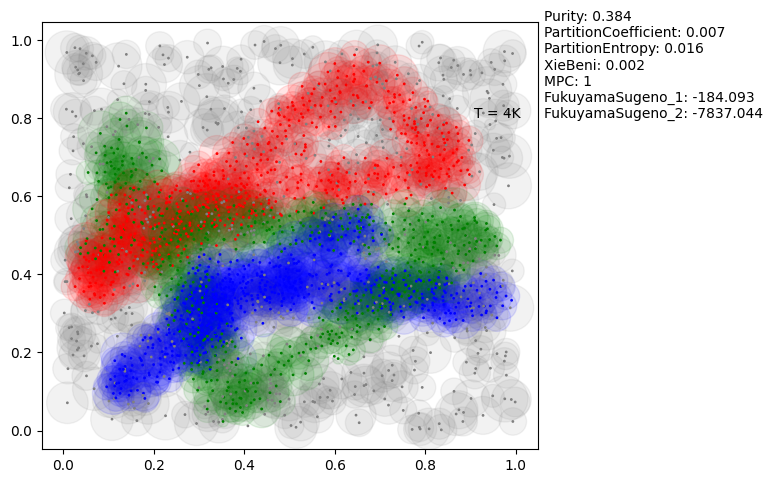 Purity: 0.384
PartitionCoefficient: 0.007
PartitionEntropy: 0.016
XieBeni: 0.002
MPC: 1
FukuyamaSugeno_1: -184.093
FukuyamaSugeno_2: -7837.044
1.0
0.8
T = 4K
0.6
0.4
0.2
0.0
0.0 0.2 0.4 0.6 0.8 1.0